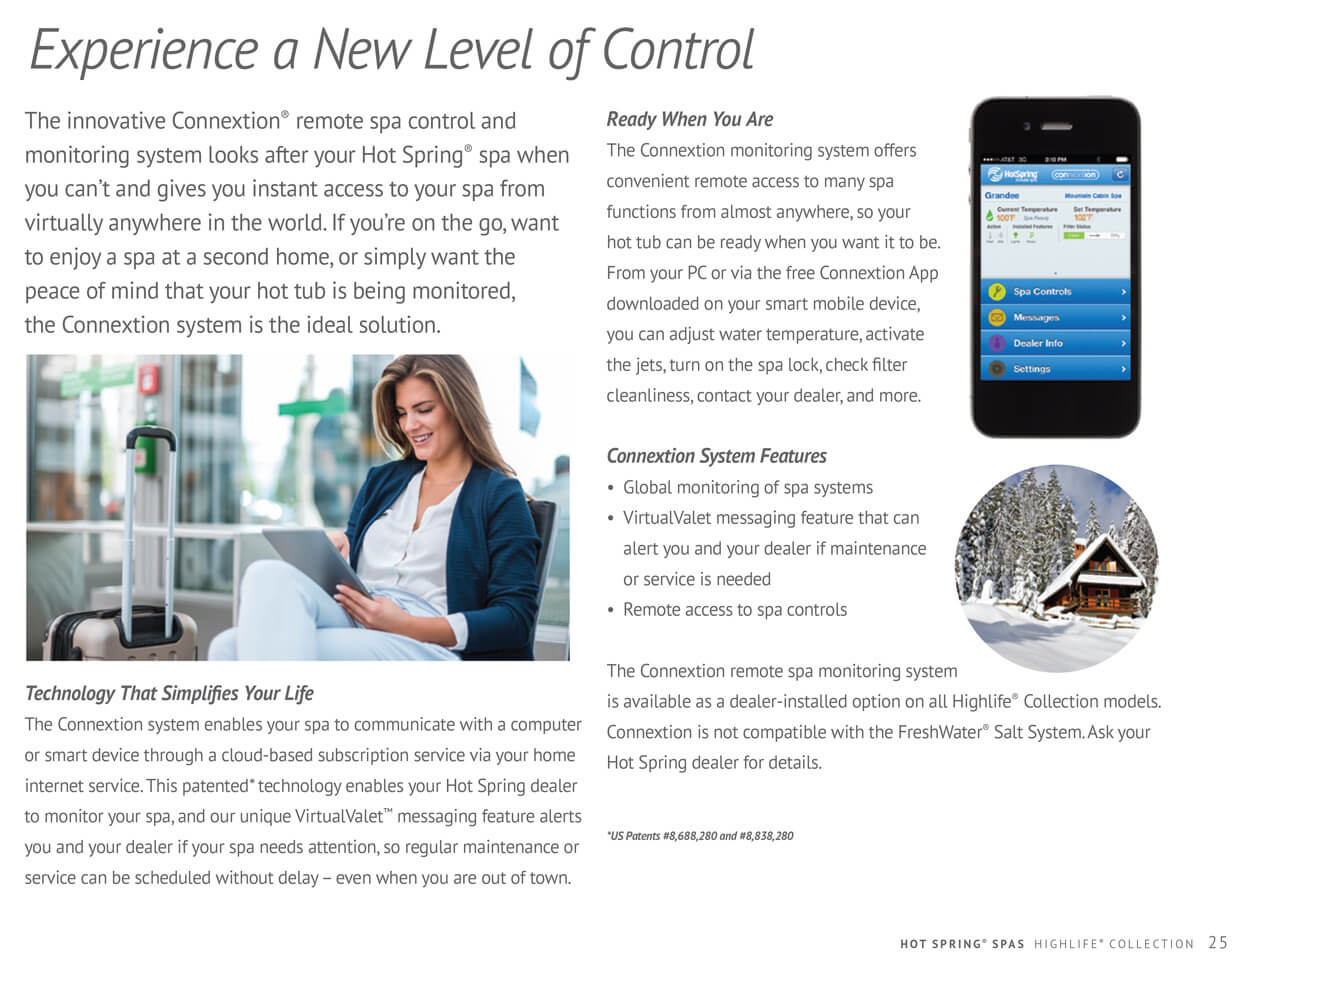 Experience a New Level of Control
The innovative Connextion® remote spa control and
monitoring system looks after your Hot Spring® spa when
you can't and gives you instant access to your spa from
virtually anywhere in the world. If you're on the go, want
to enjoy a spa at a second home, or simply want the
peace of mind that your hot tub is being monitored,
the Connextion system is the ideal solution.
Technology That Simplifies Your Life
The Connextion system enables your spa to communicate with a computer
or smart device through a cloud-based subscription service via your home
internet service. This patented* technology enables your Hot Spring dealer
to monitor your spa, and our unique VirtualValet™ messaging feature alerts
you and your dealer if your spa needs attention, so regular maintenance or
service can be scheduled without delay – even when you are out of town.
Ready When You Are
The Connextion monitoring system offers
convenient remote access to many spa
functions from almost anywhere, so your
hot tub can be ready when you want it to be.
From your PC or via the free Connextion App
downloaded on your smart mobile device,
you can adjust water temperature, activate
the jets, turn on the spa lock, check filter
cleanliness, contact your dealer, and more.
Connextion System Features
• Global monitoring of spa systems
• VirtualValet messaging feature that can
alert you and your dealer if maintenance
or service is needed
• Remote access to spa controls
The Connextion remote spa monitoring system
is available as a dealer-installed option on all Highlife® Collection models.
Connextion is not compatible with the FreshWater® Salt System. Ask your
Hot Spring dealer for details.
*US Patents #8,688,280 and #8,838,280
AT&T 3G 2:10 PM
HotSpring connextion
Grandee Mountain Cabin Spa
Current Temperature Set Temperature
100°F Spa Ready 102°F
Active Installed Features Filter Status
Spa Controls
Messages
Dealer Info
Settings
HOT SPRING® SPAS HIGHLIFE® COLLECTION 25